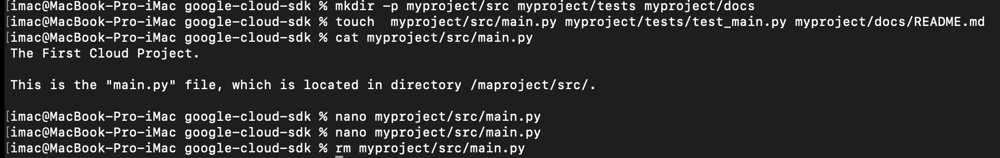 [imac@MacBook-Pro-iMac google-cloud-sdk % mkdir -p myproject/src myproject/tests myproject/docs
[imac@MacBook-Pro-iMac google-cloud-sdk % touch  myproject/src/main.py myproject/tests/test_main.py myproject/docs/README.md
[imac@MacBook-Pro-iMac google-cloud-sdk % cat myproject/src/main.py
The First Cloud Project.
This is the "main.py" file, which is located in directory /maproject/src/.
[imac@MacBook-Pro-iMac google-cloud-sdk % nano myproject/src/main.py
[imac@MacBook-Pro-iMac google-cloud-sdk % nano myproject/src/main.py
[imac@MacBook-Pro-iMac google-cloud-sdk % rm myproject/src/main.py